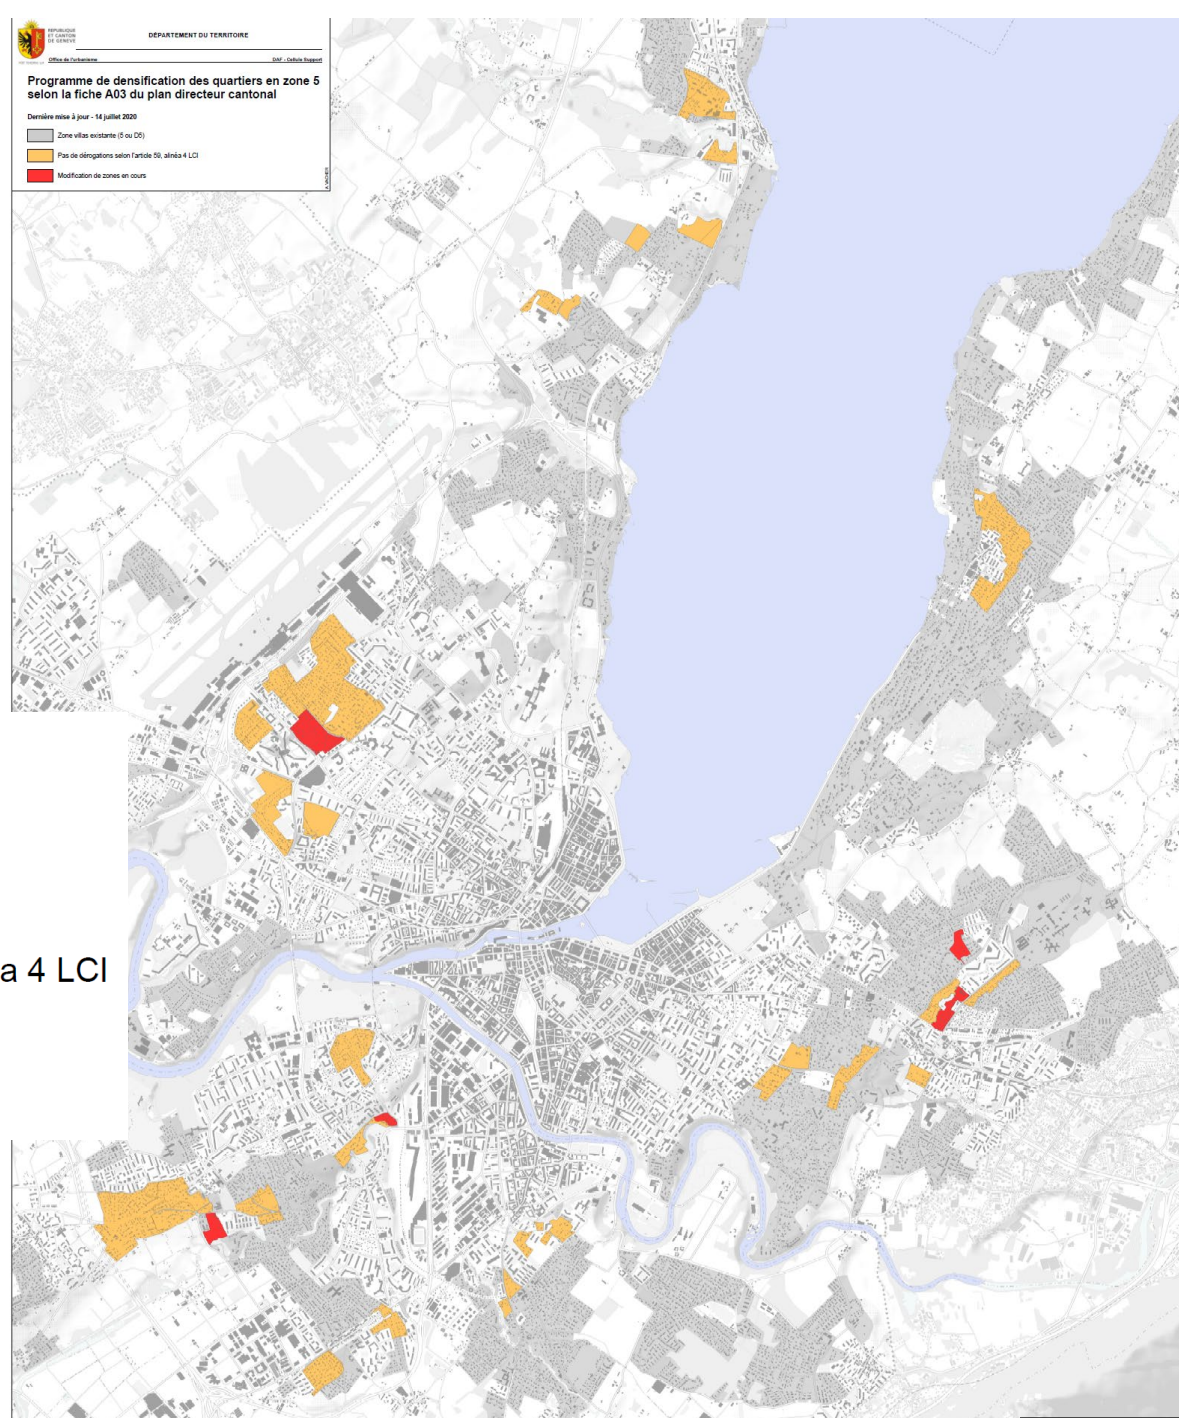 REPUBLIQUE
ET CANTON
DE GENEVE
DÉPARTEMENT DU TERRITOIRE
Office de l'urbanisme
DAF - Cellule Support
Programme de densification des quartiers en zone 5
selon la fiche A03 du plan directeur cantonal
Dernière mise à jour - 14 juillet 2020
Zone villas existante (5 ou D5)
Pas de dérogations selon l'article 59, alinéa 4 LCI
Modification de zones en cours
a 4 LCI